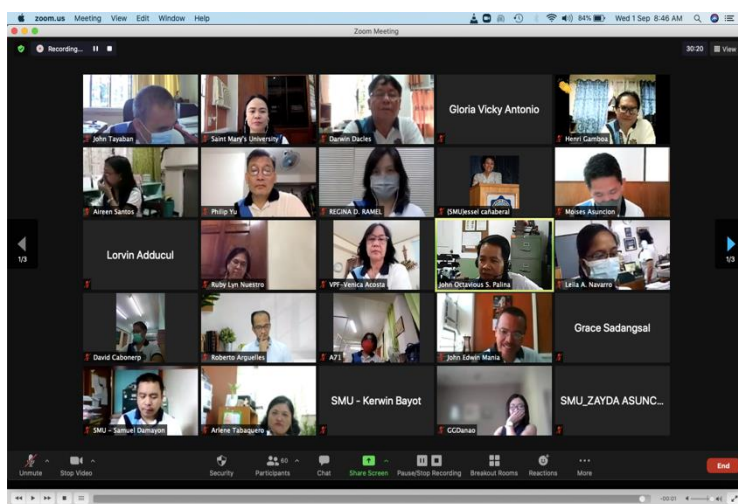 zoom.us Meeting View Edit Window Help 84% Wed 1 Sep 8:46 AM
Zoom Meeting
Recording... 30:20 View
John Tayaban Saint Mary's University Darwin Dacles Gloria Vicky Antonio Henri Gamboa
Aireen Santos Philip Yu REGINA D. RAMEL (SMU)essel cañaberal Moises Asuncion
Lorvin Adducul Ruby Lyn Nuestro VPF-Venica Acosta John Octavious S. Palina Leila A. Navarro
1/3 1/3
David Cabonerp Roberto Arguelles A71 John Edwin Mania Grace Sadangsal
SMU - Samuel Damayon Arlene Tabaquero SMU - Kerwin Bayot GGDanao SMU_ZAYDA ASUNC...
Unmute Stop Video Security Participants 60 Chat Share Screen Pause/Stop Recording Breakout Rooms Reactions More End
-00:01